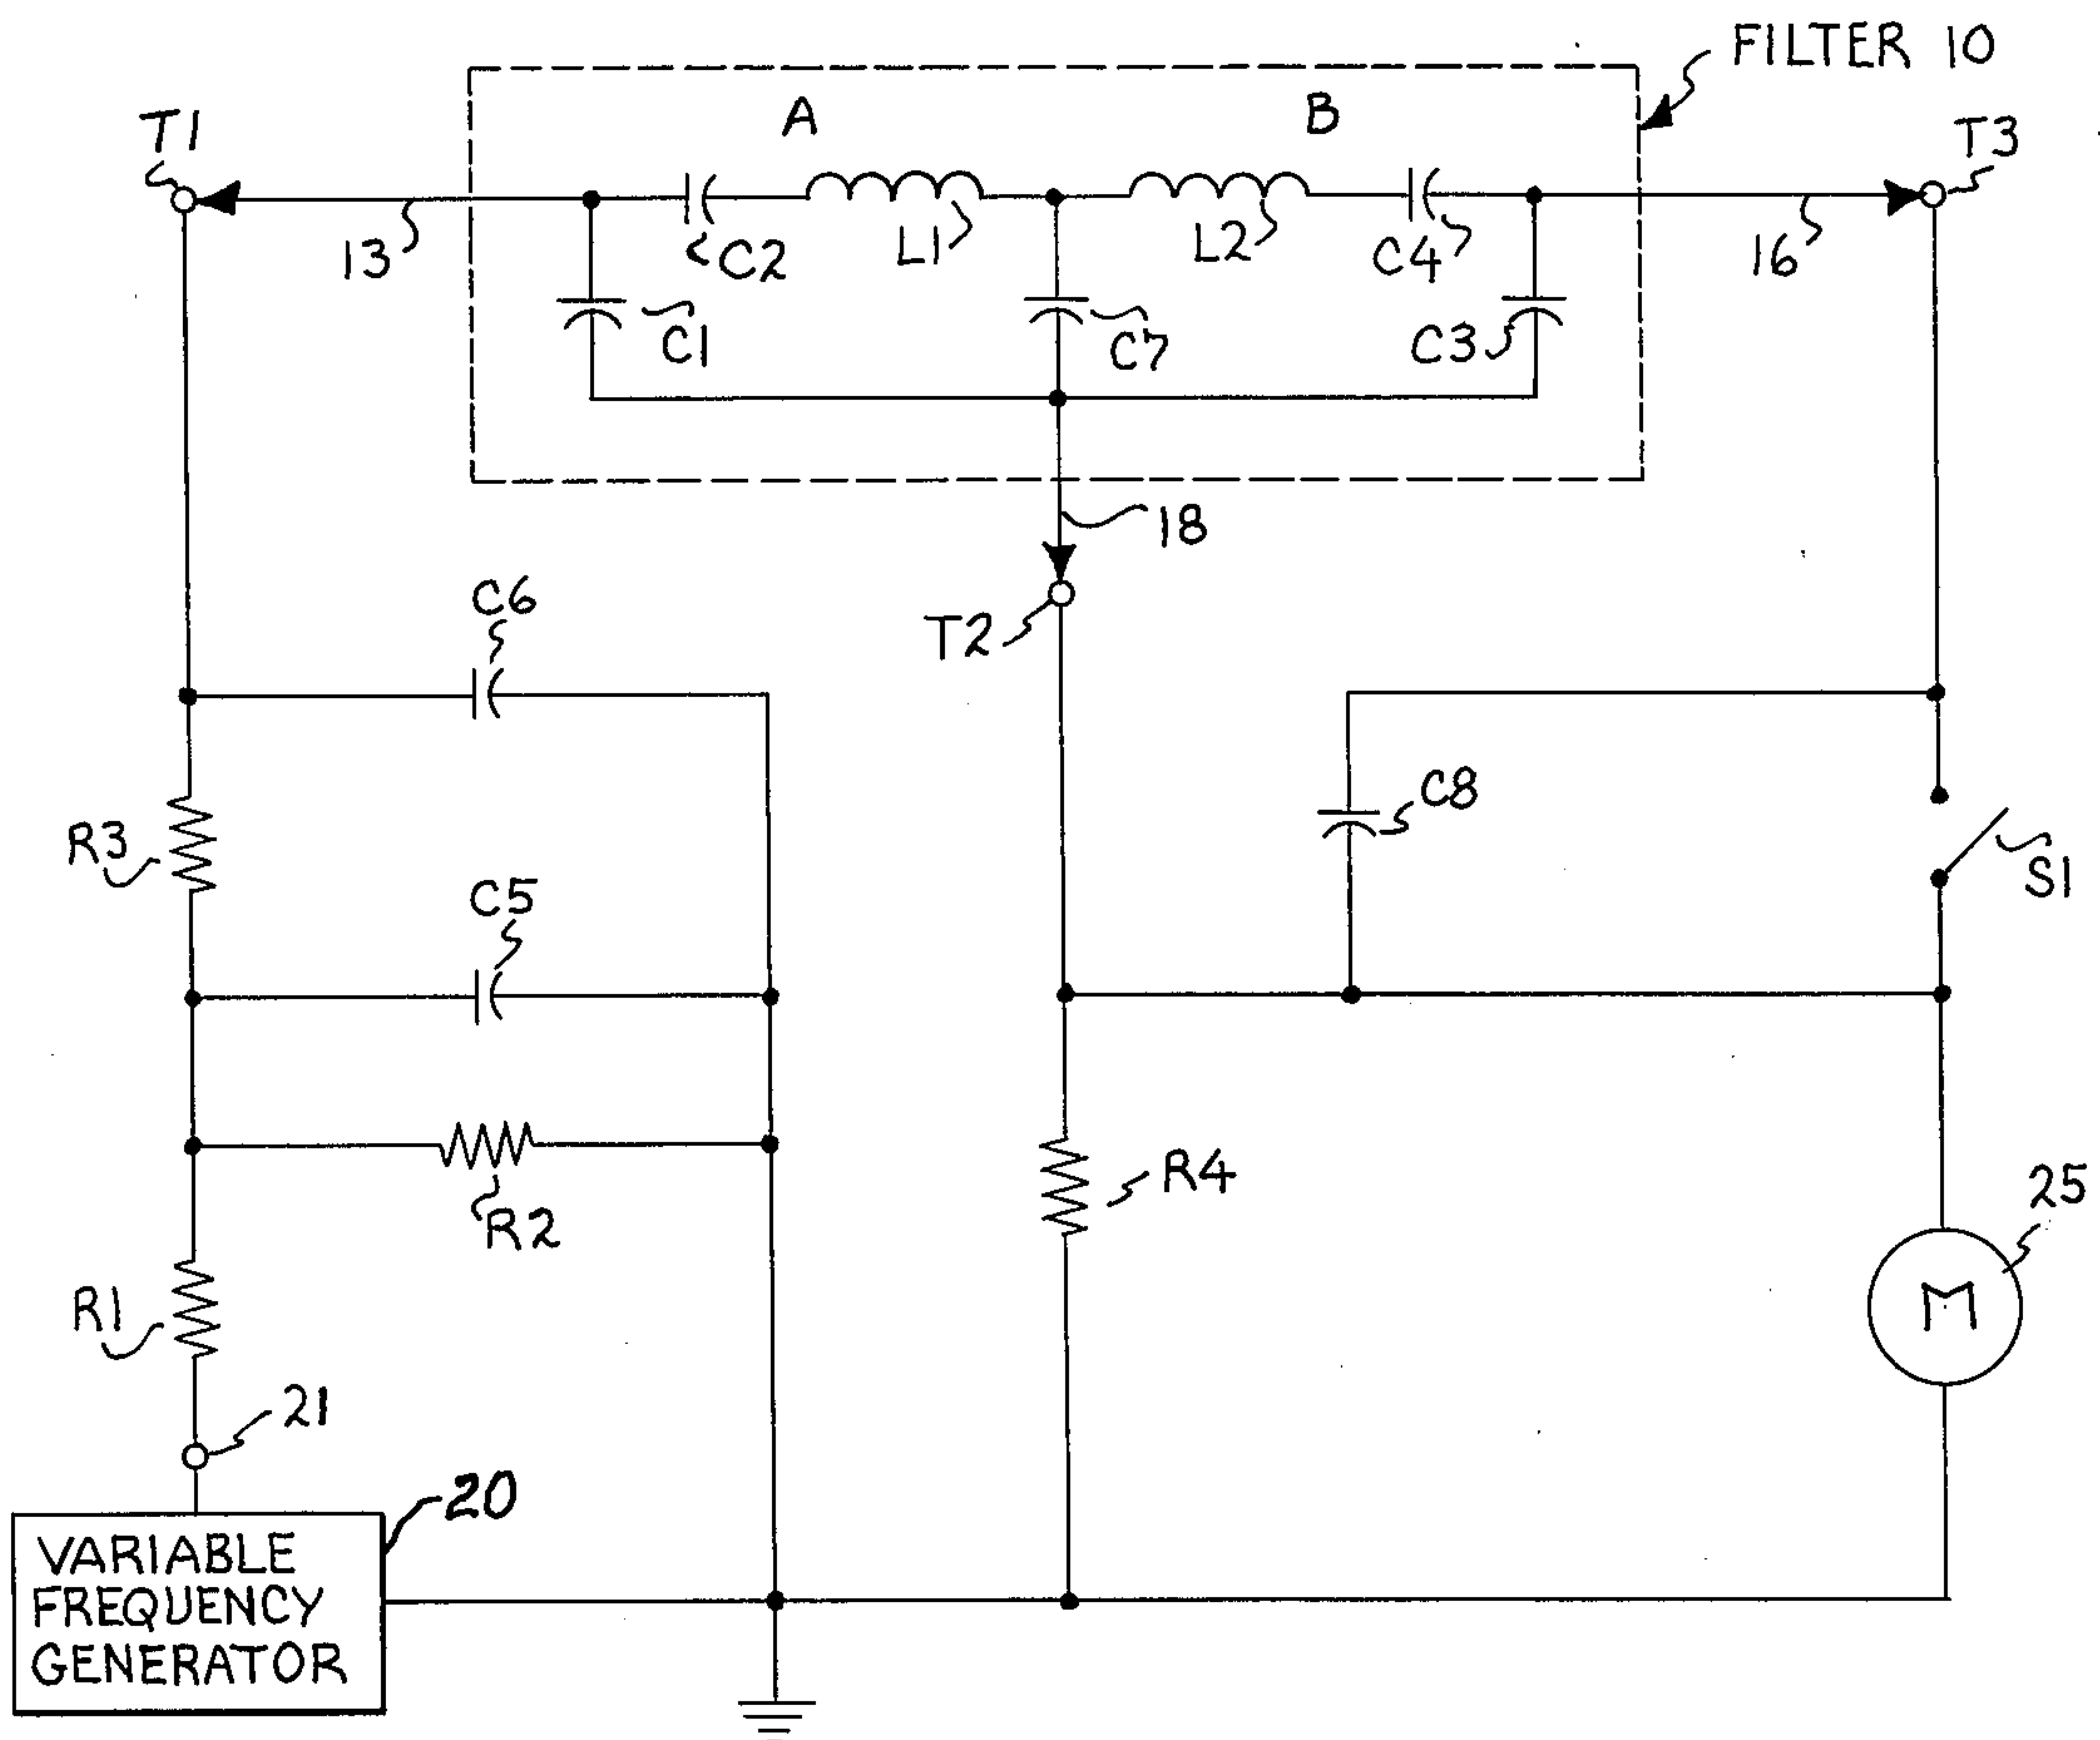 FILTER 10
A
B
T1
T3
13
C2
L1
L2
C4
16
C1
C7
C3
18
C6
T2
C8
R3
S1
C5
R4
25
R2
R1
M
21
20
VARIABLE
FREQUENCY
GENERATOR